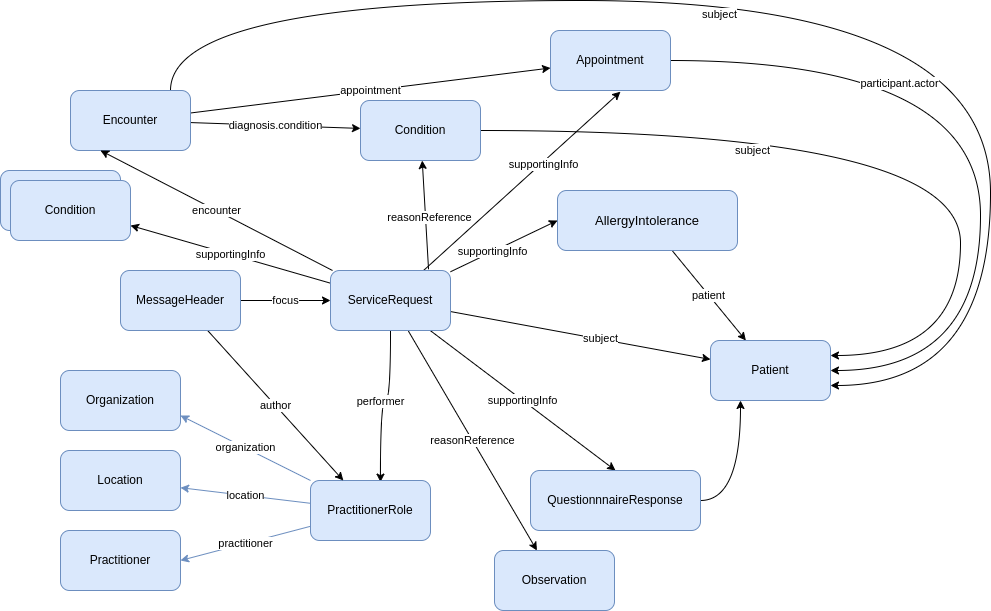 subject
Appointment
participant.actor
appointment
Encounter
diagnosis.condition
Condition
subject
supportingInfo
encounter
reasonReference
Condition
AllergyIntolerance
supportingInfo
supportingInfo
MessageHeader
focus
ServiceRequest
patient
subject
Patient
Organization
author
performer
supportingInfo
organization
reasonReference
Location
location
PractitionerRole
QuestionnnaireResponse
practitioner
Practitioner
Observation